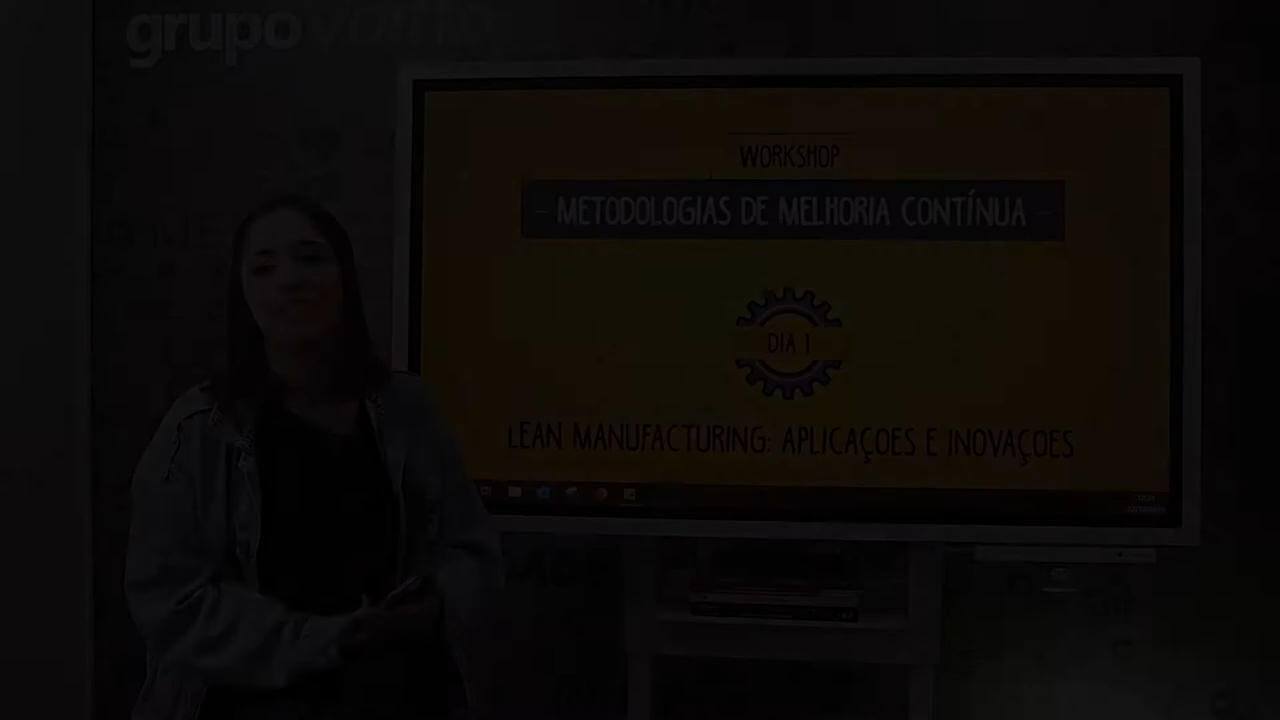 grupo
WORKSHOP
- METODOLOGIAS DE MELHORIA CONTÍNUA -
DIA 1
LEAN MANUFACTURING: APLICAÇOES E INOVAÇOES